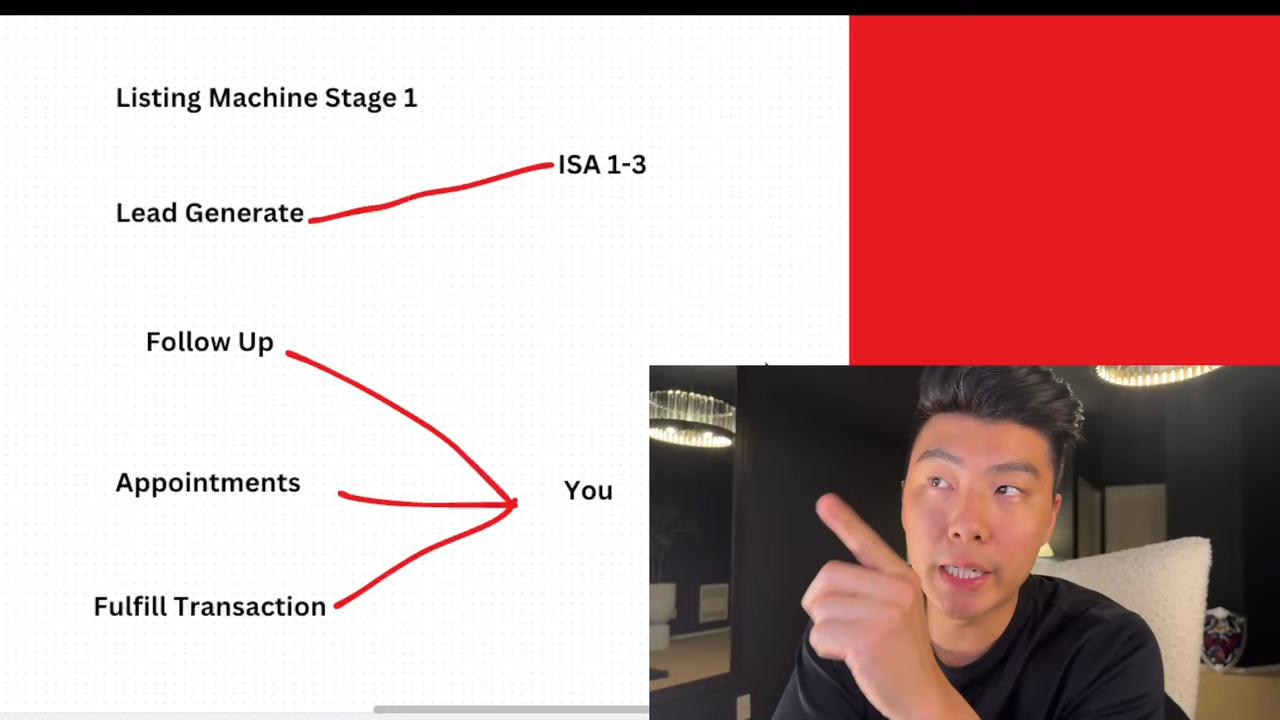 Listing Machine Stage 1
ISA 1-3
Lead Generate
Follow Up
Appointments
You
Fulfill Transaction